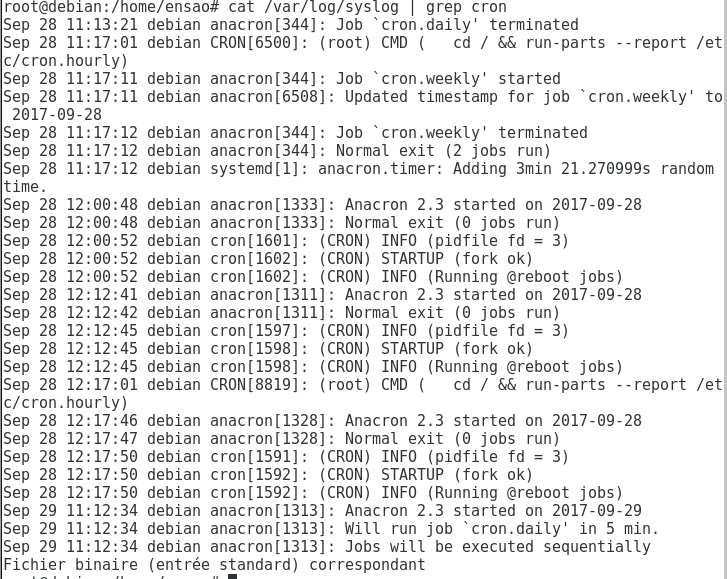 root@debian:/home/ensao# cat /var/log/syslog | grep cron
Sep 28 11:13:21 debian anacron[344]: Job `cron.daily' terminated
Sep 28 11:17:01 debian CRON[6500]: (root) CMD (   cd / && run-parts --report /et
c/cron.hourly)
Sep 28 11:17:11 debian anacron[344]: Job `cron.weekly' started
Sep 28 11:17:11 debian anacron[6508]: Updated timestamp for job `cron.weekly' to
 2017-09-28
Sep 28 11:17:12 debian anacron[344]: Job `cron.weekly' terminated
Sep 28 11:17:12 debian anacron[344]: Normal exit (2 jobs run)
Sep 28 11:17:12 debian systemd[1]: anacron.timer: Adding 3min 21.270999s random
time.
Sep 28 12:00:48 debian anacron[1333]: Anacron 2.3 started on 2017-09-28
Sep 28 12:00:48 debian anacron[1333]: Normal exit (0 jobs run)
Sep 28 12:00:52 debian cron[1601]: (CRON) INFO (pidfile fd = 3)
Sep 28 12:00:52 debian cron[1602]: (CRON) STARTUP (fork ok)
Sep 28 12:00:52 debian cron[1602]: (CRON) INFO (Running @reboot jobs)
Sep 28 12:12:41 debian anacron[1311]: Anacron 2.3 started on 2017-09-28
Sep 28 12:12:42 debian anacron[1311]: Normal exit (0 jobs run)
Sep 28 12:12:45 debian cron[1597]: (CRON) INFO (pidfile fd = 3)
Sep 28 12:12:45 debian cron[1598]: (CRON) STARTUP (fork ok)
Sep 28 12:12:45 debian cron[1598]: (CRON) INFO (Running @reboot jobs)
Sep 28 12:17:01 debian CRON[8819]: (root) CMD (   cd / && run-parts --report /et
c/cron.hourly)
Sep 28 12:17:46 debian anacron[1328]: Anacron 2.3 started on 2017-09-28
Sep 28 12:17:47 debian anacron[1328]: Normal exit (0 jobs run)
Sep 28 12:17:50 debian cron[1591]: (CRON) INFO (pidfile fd = 3)
Sep 28 12:17:50 debian cron[1592]: (CRON) STARTUP (fork ok)
Sep 28 12:17:50 debian cron[1592]: (CRON) INFO (Running @reboot jobs)
Sep 29 11:12:34 debian anacron[1313]: Anacron 2.3 started on 2017-09-29
Sep 29 11:12:34 debian anacron[1313]: Will run job `cron.daily' in 5 min.
Sep 29 11:12:34 debian anacron[1313]: Jobs will be executed sequentially
Fichier binaire (entrée standard) correspondant